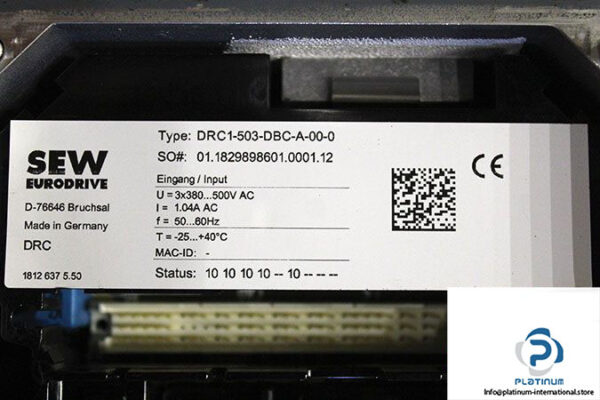 SEW
EURODRIVE
D-76646 Bruchsal
Made in Germany
DRC
1812 637 5.50
Type: DRC1-503-DBC-A-00-0
SO#: 01.1829898601.0001.12
Eingang / Input
U = 3x380...500V AC
I = 1.04A AC
f = 50...60Hz
T = -25...+40°C
MAC-ID: -
Status: 10 10 10 10 -- 10 -- -- -- --
CE
PLATINUM
Info@platinum-international.store